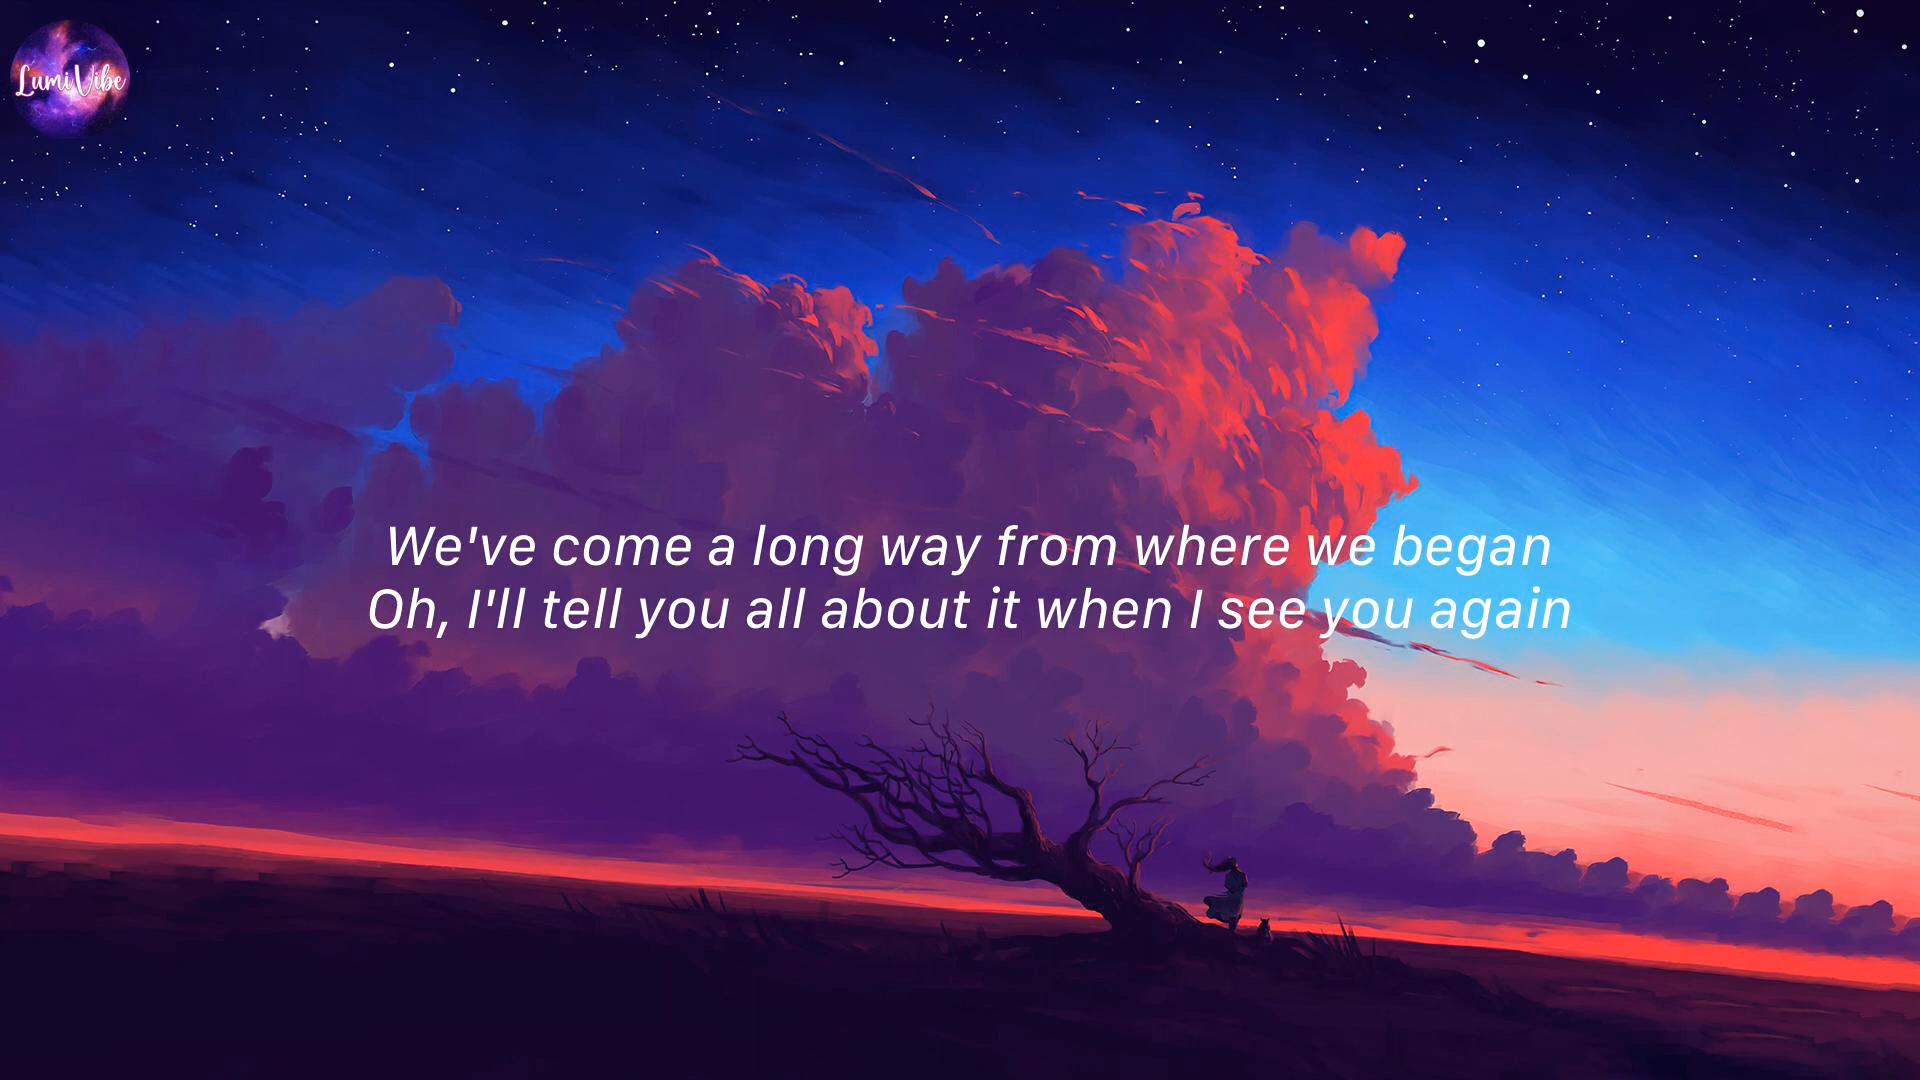 LumiVibe
We've come a long way from where we began
Oh, I'll tell you all about it when I see you again